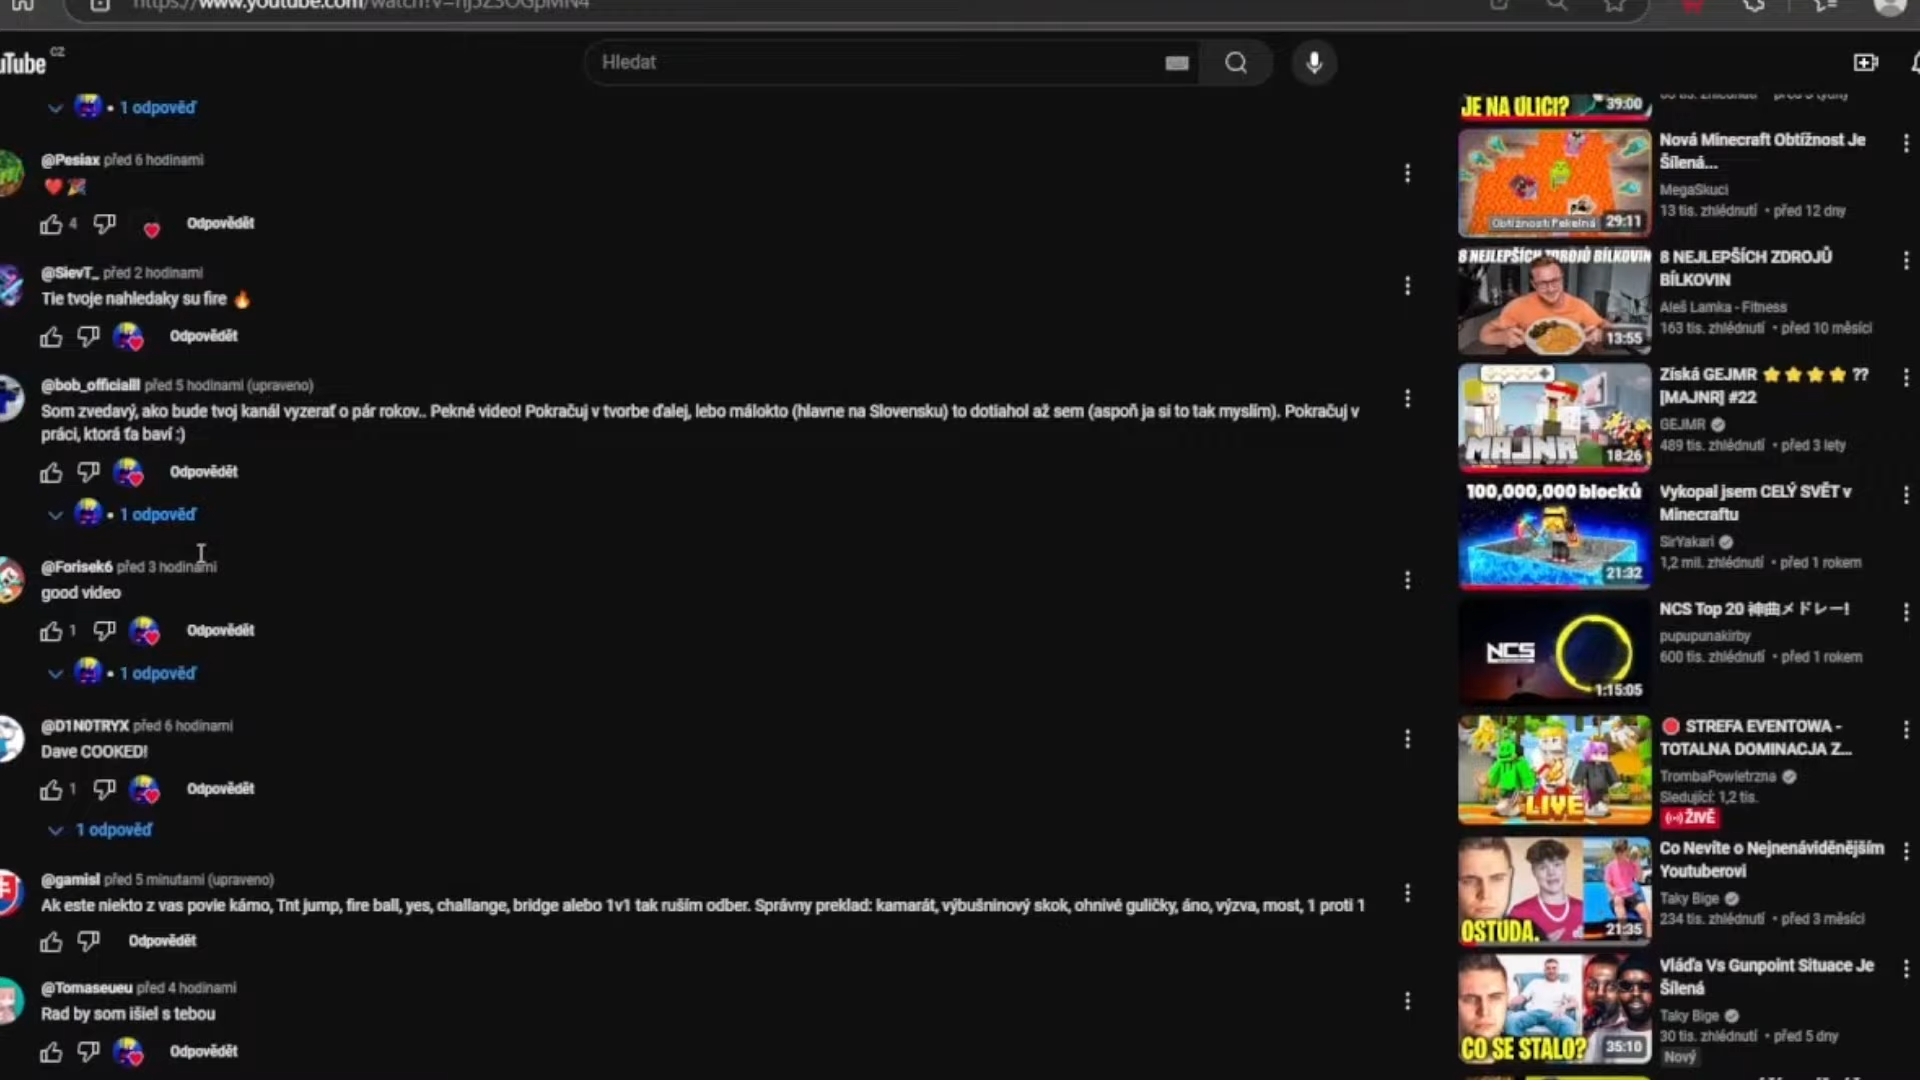 https://www.youtube.com/watch?v=
uTube CZ
Hledat
1 odpověď
@Pesiax před 6 hodinami
4 Odpovědět
@SievT_ před 2 hodinami
Tie tvoje nahledaky su fire
Odpovědět
@bob_officialll před 5 hodinami (upraveno)
Som zvedavý, ako bude tvoj kanál vyzerať o pár rokov.. Pekné video! Pokračuj v tvorbe ďalej, lebo málokto (hlavne na Slovensku) to dotiahol až sem (aspoň ja si to tak myslím). Pokračuj v
práci, ktorá ťa baví :)
Odpovědět
1 odpověď
@Forisek6 před 3 hodinami
good video
1 Odpovědět
1 odpověď
@D1N0TRYX před 6 hodinami
Dave COOKED!
1 Odpovědět
1 odpověď
@gamisl před 5 minutami (upraveno)
Ak este niekto z vas povie kámo, Tnt jump, fire ball, yes, challange, bridge alebo 1v1 tak ruším odber. Správny preklad: kamarát, výbušninový skok, ohnivé guličky, áno, výzva, most, 1 proti 1
Odpovědět
@Tomaseueu před 4 hodinami
Rad by som išiel s tebou
Odpovědět
JE NA ULICI? 39:00
Nová Minecraft Obtížnost Je
Šílená...
MegaSkuci
13 tis. zhlédnutí • před 12 dny
Obtížnost: Pekelná 29:11
8 NEJLEPŠÍCH ZDROJŮ BÍLKOVIN
13:55
8 NEJLEPŠÍCH ZDROJŮ
BÍLKOVIN
Aleš Lamka - Fitness
163 tis. zhlédnutí • před 10 měsíci
MAJNR 18:26
Získá GEJMR ⭐⭐⭐⭐ ??
[MAJNR] #22
GEJMR
489 tis. zhlédnutí • před 3 lety
100,000,000 blocků
21:32
Vykopal jsem CELÝ SVĚT v
Minecraftu
SirYakari
1,2 mil. zhlédnutí • před 1 rokem
NCS
1:15:05
NCS Top 20 神曲メドレー!
pupupunakirby
600 tis. zhlédnutí • před 1 rokem
LIVE
🔴 STREFA EVENTOWA -
TOTALNA DOMINACJA Z...
TrombaPowietrzna
Sledující: 1,2 tis.
ŽIVĚ
OSTUDA. 21:35
Co Nevíte o Nejnenáviděnějším
Youtuberovi
Taky Bige
234 tis. zhlédnutí • před 3 měsíci
CO SE STALO? 35:10
Vláďa Vs Gunpoint Situace Je
Šílená
Taky Bige
30 tis. zhlédnutí • před 5 dny
Nový